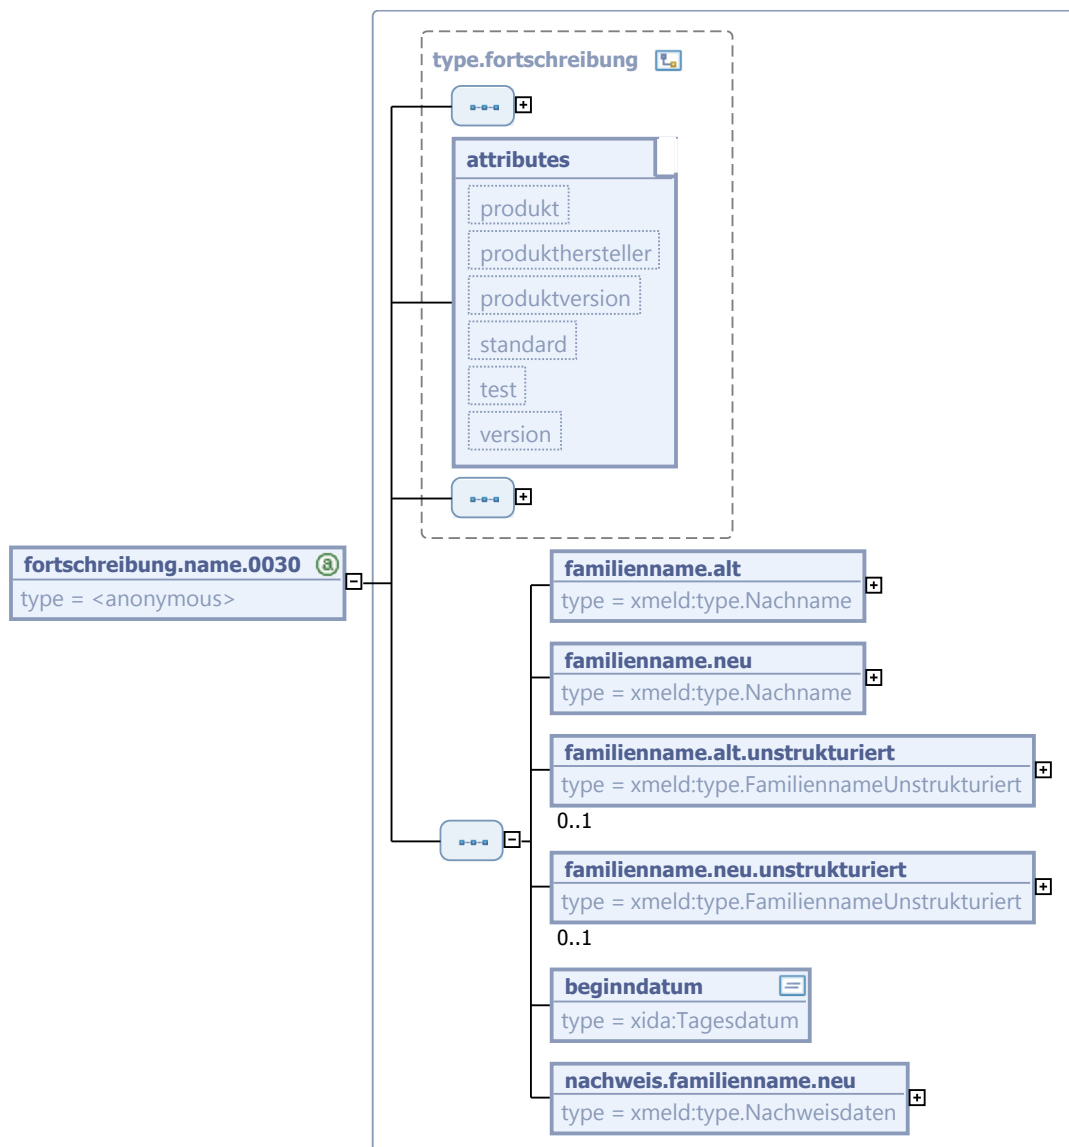 type.fortschreibung
attributes
produkt
produkthersteller
produktversion
standard
test
version
fortschreibung.name.0030 a
type = <anonymous>
familienname.alt
type = xmeld:type.Nachname
familienname.neu
type = xmeld:type.Nachname
familienname.alt.unstrukturiert
type = xmeld:type.FamiliennameUnstrukturiert
0..1
familienname.neu.unstrukturiert
type = xmeld:type.FamiliennameUnstrukturiert
0..1
beginndatum
type = xida:Tagesdatum
nachweis.familienname.neu
type = xmeld:type.Nachweisdaten